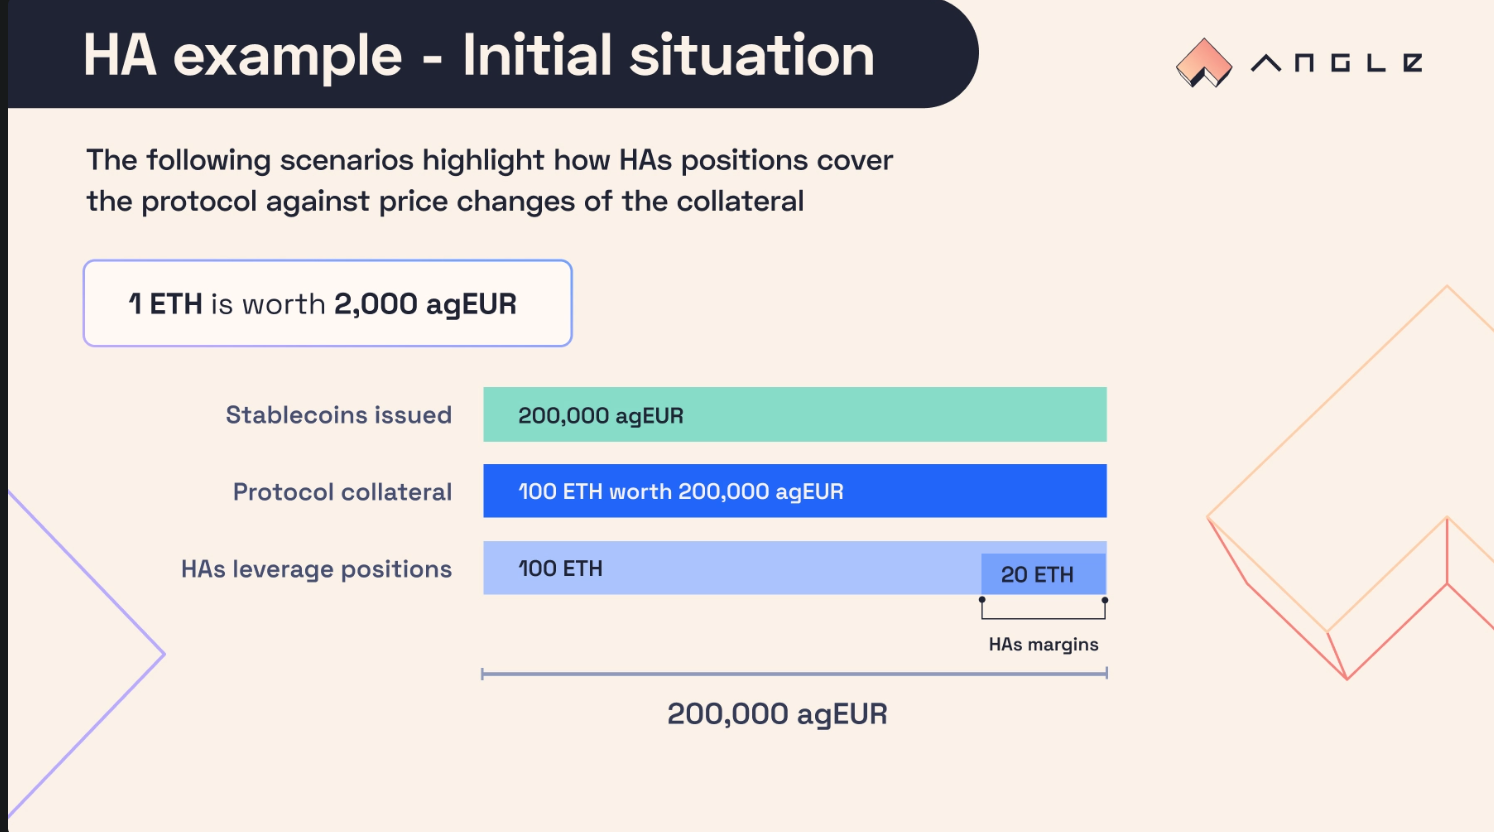 HA example - Initial situation
ANGLE
The following scenarios highlight how HAs positions cover
the protocol against price changes of the collateral
1 ETH is worth 2,000 agEUR
Stablecoins issued
200,000 agEUR
Protocol collateral
100 ETH worth 200,000 agEUR
HAs leverage positions
100 ETH
20 ETH
HAs margins
200,000 agEUR